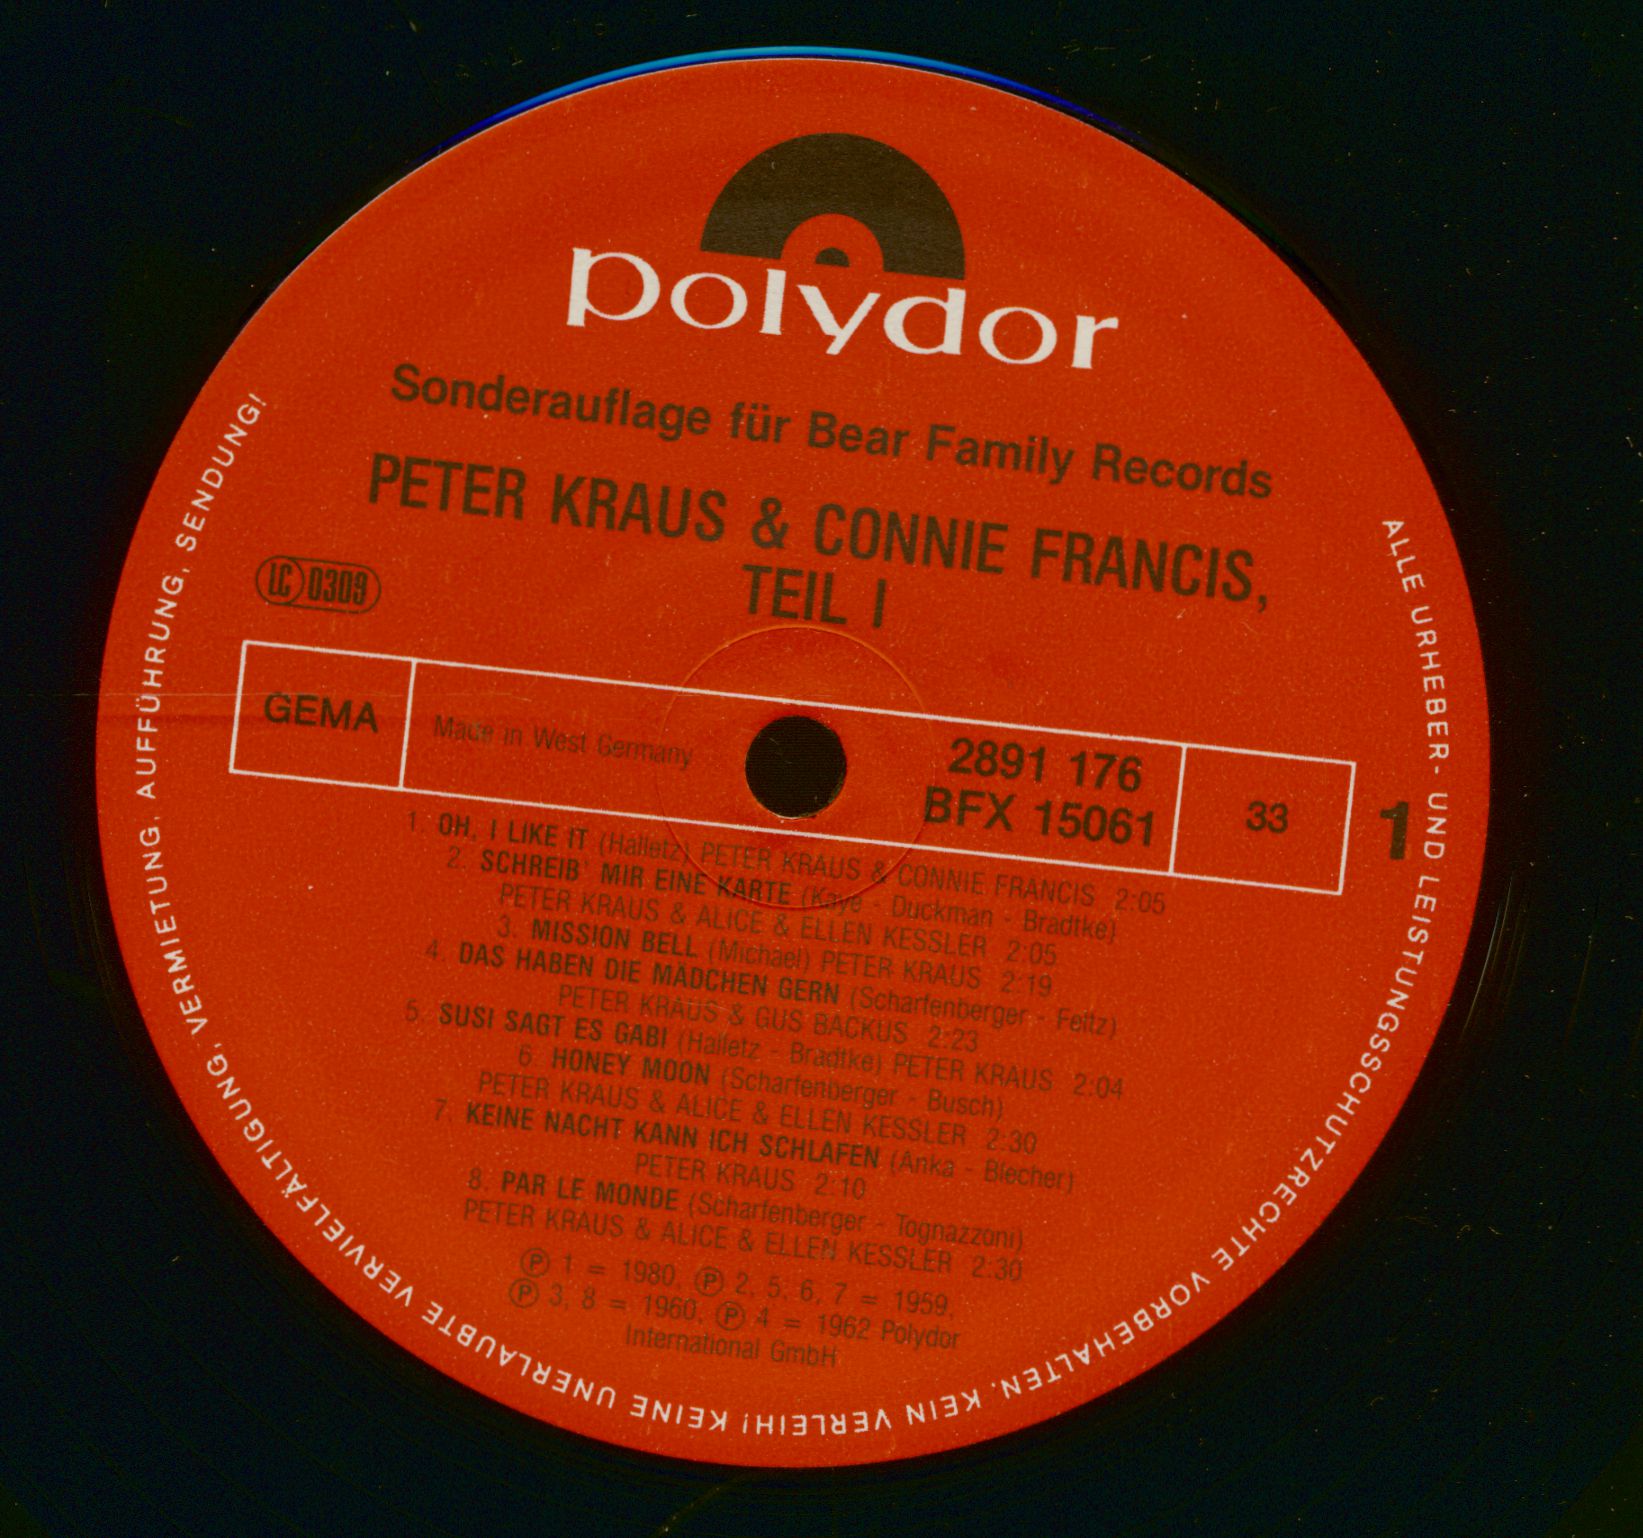 polydor
Sonderauflage für Bear Family Records
PETER KRAUS & CONNIE FRANCIS,
TEIL I
LC 0309
GEMA
Made in West Germany
2891 176
BFX 15061
33
1
1. OH, I LIKE IT (Halletz) PETER KRAUS & CONNIE FRANCIS 2:05
2. SCHREIB' MIR EINE KARTE (Kaye - Duckman - Bradtke)
PETER KRAUS & ALICE & ELLEN KESSLER 2:05
3. MISSION BELL (Michael) PETER KRAUS 2:19
4. DAS HABEN DIE MÄDCHEN GERN (Scharfenberger - Feltz)
PETER KRAUS & GUS BACKUS 2:23
5. SUSI SAGT ES GABI (Halletz - Bradtke) PETER KRAUS 2:04
6. HONEY MOON (Scharfenberger - Busch)
PETER KRAUS & ALICE & ELLEN KESSLER 2:30
7. KEINE NACHT KANN ICH SCHLAFEN (Anka - Blecher)
PETER KRAUS 2:10
8. PAR LE MONDE (Scharfenberger - Tognazzoni)
PETER KRAUS & ALICE & ELLEN KESSLER 2:30
Ⓟ 1 = 1980, Ⓟ 2, 5, 6, 7 = 1959,
Ⓟ 3, 8 = 1960, Ⓟ 4 = 1962 Polydor
International GmbH
ALLE URHEBER- UND LEISTUNGSSCHUTZRECHTE VORBEHALTEN. KEIN VERLEIH! KEINE UNERLAUBTE VERVIELFÄLTIGUNG, VERMIETUNG, AUFFÜHRUNG, SENDUNG!